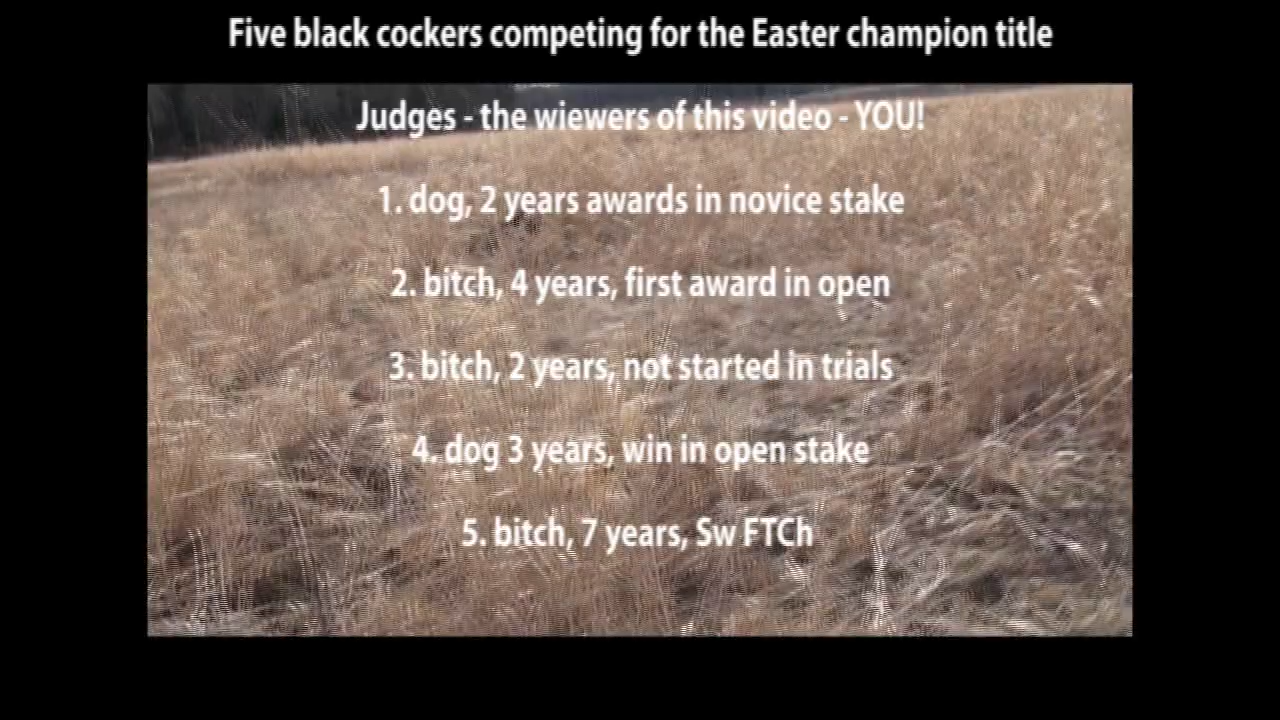 Five black cockers competing for the Easter champion title
Judges - the wiewers of this video - YOU!
1. dog, 2 years awards in novice stake
2. bitch, 4 years, first award in open
3. bitch, 2 years, not started in trials
4. dog 3 years, win in open stake
5. bitch, 7 years, Sw FTCh